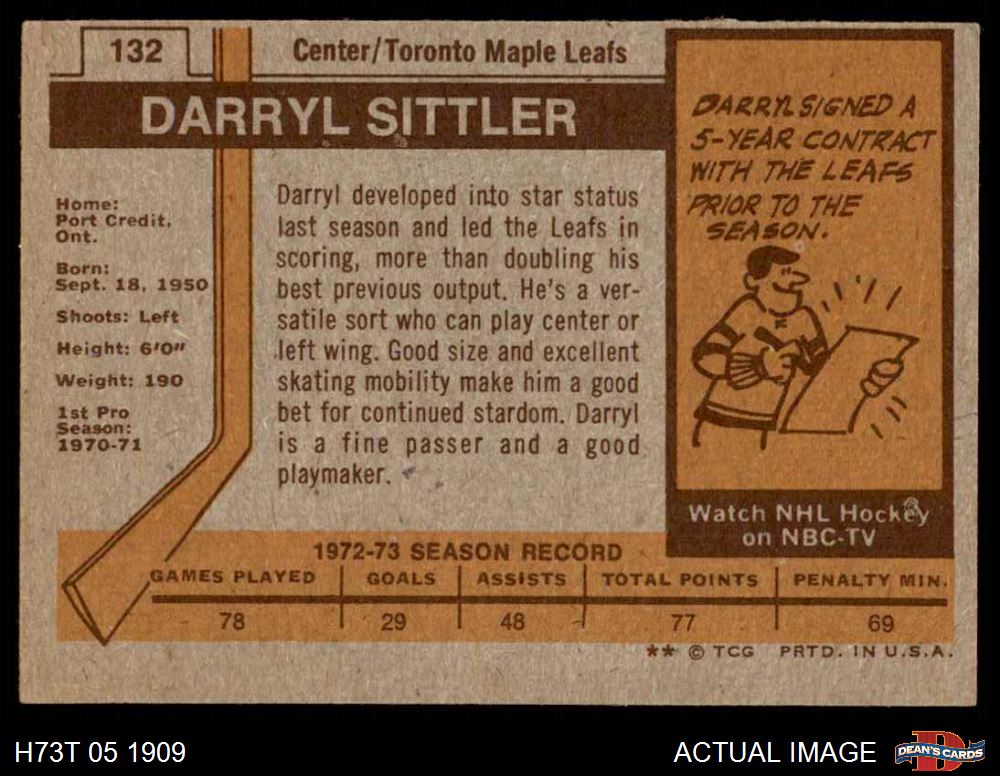 132
Center/Toronto Maple Leafs
DARRYL SITTLER
Home:
Port Credit,
Ont.
Born:
Sept. 18, 1950
Shoots: Left
Height: 6'0"
Weight: 190
1st Pro
Season:
1970-71
Darryl developed into star status
last season and led the Leafs in
scoring, more than doubling his
best previous output. He's a ver-
satile sort who can play center or
left wing. Good size and excellent
skating mobility make him a good
bet for continued stardom. Darryl
is a fine passer and a good
playmaker.
DARRYL SIGNED A
5-YEAR CONTRACT
WITH THE LEAFS
PRIOR TO THE
SEASON.
Watch NHL Hockey
on NBC-TV
1972-73 SEASON RECORD
GAMES PLAYED GOALS ASSISTS TOTAL POINTS PENALTY MIN.
78 29 48 77 69
** © TCG PRTD. IN U.S.A.
H73T 05 1909
ACTUAL IMAGE
DEAN'S CARDS